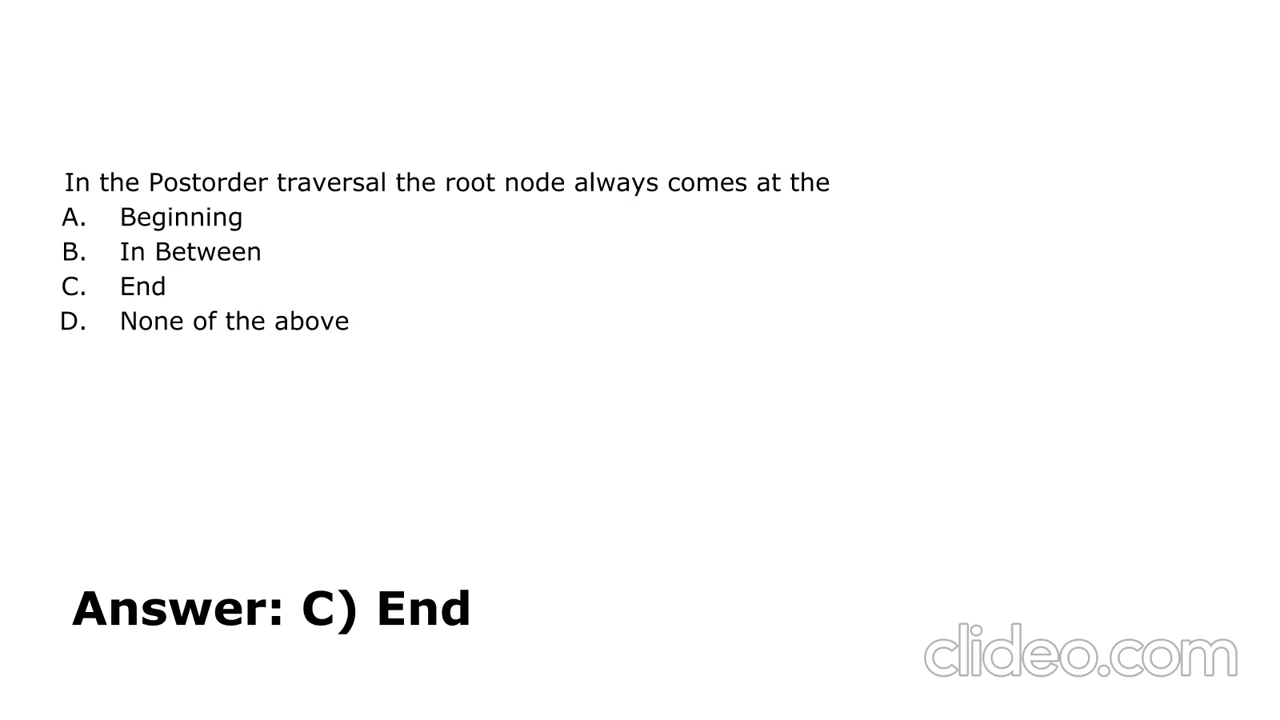 In the Postorder traversal the root node always comes at the
A. Beginning
B. In Between
C. End
D. None of the above
Answer: C) End
clideo.com